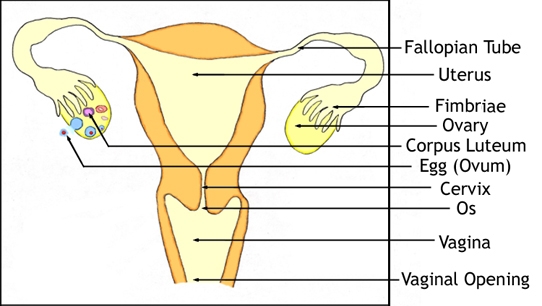 Fallopian Tube
Uterus
Fimbriae
Ovary
Corpus Luteum
Egg (Ovum)
Cervix
Os
Vagina
Vaginal Opening